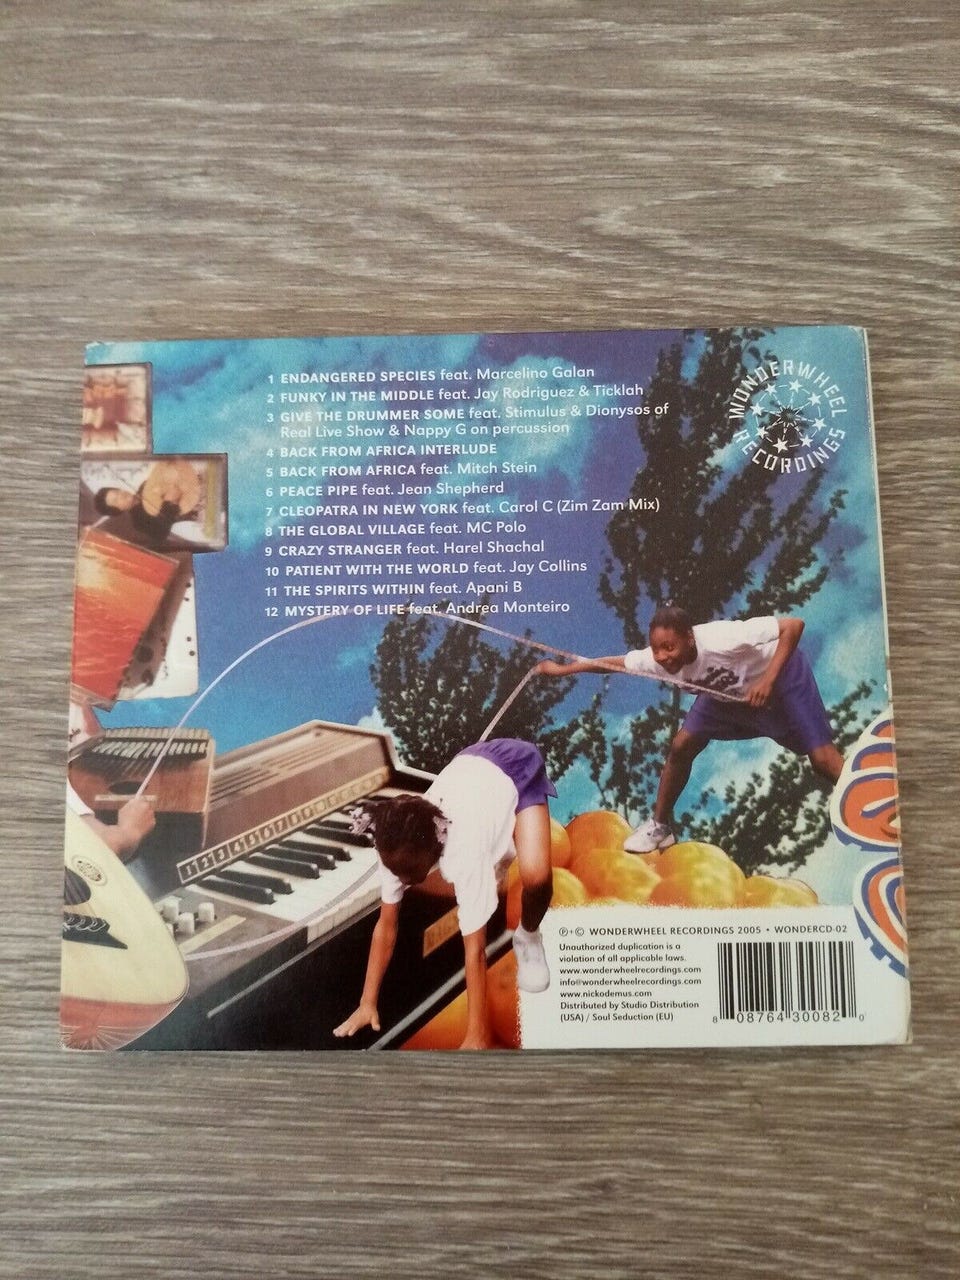 1 ENDANGERED SPECIES feat. Marcelino Galan
2 FUNKY IN THE MIDDLE feat. Jay Rodriguez & Ticklah
3 GIVE THE DRUMMER SOME feat. Stimulus & Dionysos of
Real Live Show & Nappy G on percussion
4 BACK FROM AFRICA INTERLUDE
5 BACK FROM AFRICA feat. Mitch Stein
6 PEACE PIPE feat. Jean Shepherd
7 CLEOPATRA IN NEW YORK feat. Carol C (Zim Zam Mix)
8 THE GLOBAL VILLAGE feat. MC Polo
9 CRAZY STRANGER feat. Harel Shachal
10 PATIENT WITH THE WORLD feat. Jay Collins
11 THE SPIRITS WITHIN feat. Apani B
12 MYSTERY OF LIFE feat. Andrea Monteiro
WONDERWHEEL
RECORDINGS
℗+© WONDERWHEEL RECORDINGS 2005 • WONDERCD-02
Unauthorized duplication is a
violation of all applicable laws.
www.wonderwheelrecordings.com
info@wonderwheelrecordings.com
www.nickodemus.com
Distributed by Studio Distribution
(USA) / Soul Seduction (EU)
8 08764 30082 0